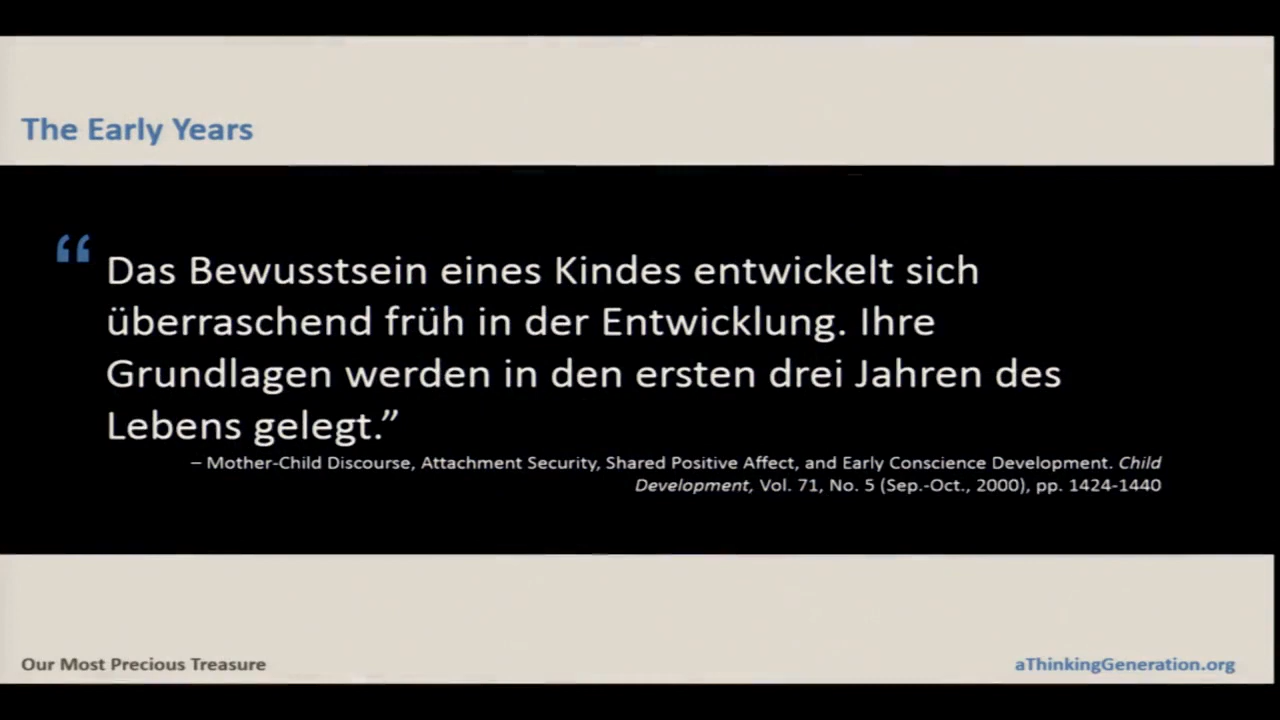 The Early Years
“ Das Bewusstsein eines Kindes entwickelt sich
überraschend früh in der Entwicklung. Ihre
Grundlagen werden in den ersten drei Jahren des
Lebens gelegt.”
– Mother-Child Discourse, Attachment Security, Shared Positive Affect, and Early Conscience Development. Child
Development, Vol. 71, No. 5 (Sep.-Oct., 2000), pp. 1424-1440
Our Most Precious Treasure
aThinkingGeneration.org